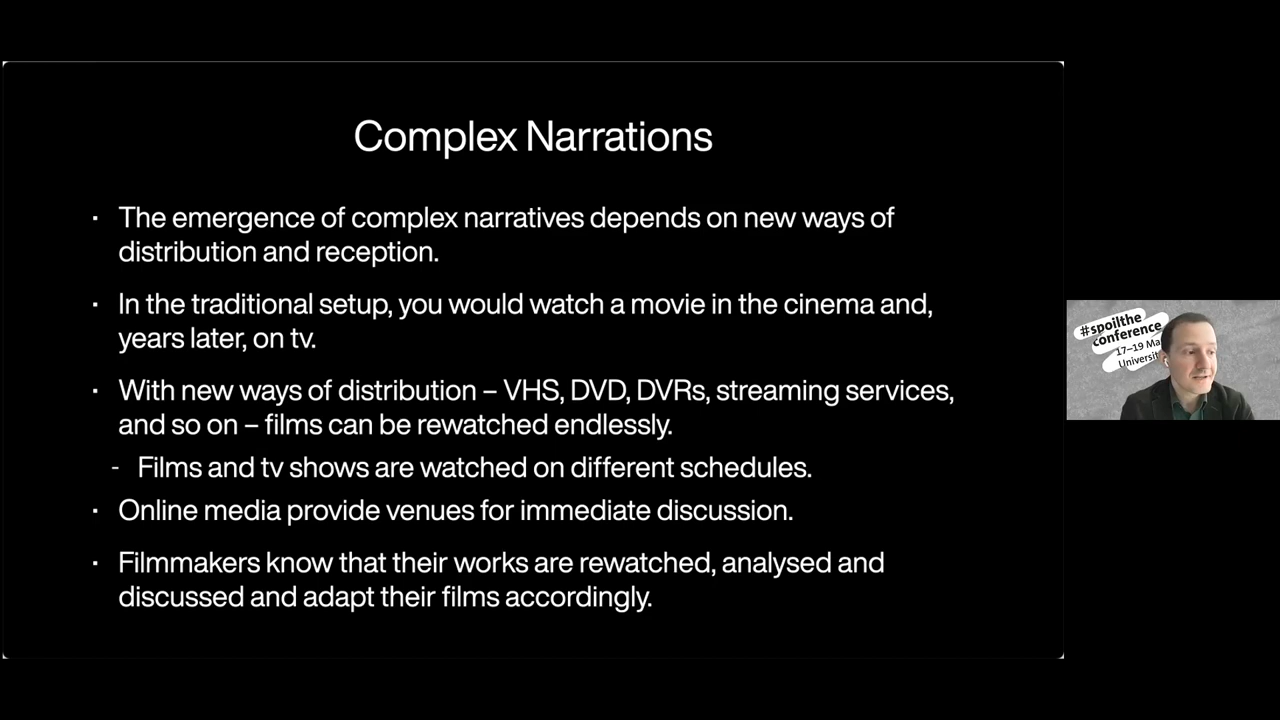 Complex Narrations
· The emergence of complex narratives depends on new ways of
distribution and reception.
· In the traditional setup, you would watch a movie in the cinema and,
years later, on tv.
· With new ways of distribution – VHS, DVD, DVRs, streaming services,
and so on – films can be rewatched endlessly.
- Films and tv shows are watched on different schedules.
· Online media provide venues for immediate discussion.
· Filmmakers know that their works are rewatched, analysed and
discussed and adapt their films accordingly.
#spoilthe
conference
17–19 Ma
Universit